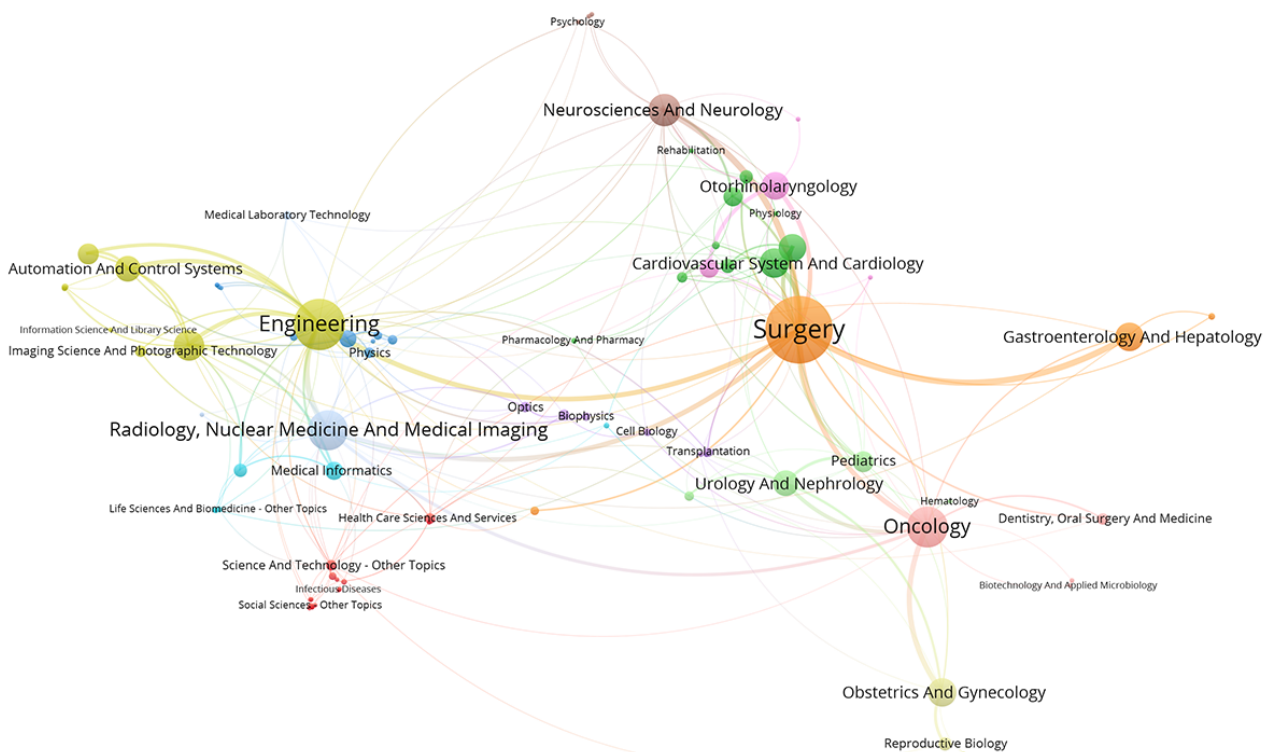 Psychology
Neurosciences And Neurology
Rehabilitation
Otorhinolaryngology
Physiology
Medical Laboratory Technology
Cardiovascular System And Cardiology
Automation And Control Systems
Engineering
Surgery
Information Science And Library Science
Gastroenterology And Hepatology
Pharmacology And Pharmacy
Imaging Science And Photographic Technology
Physics
Optics
Biophysics
Radiology, Nuclear Medicine And Medical Imaging
Cell Biology
Transplantation
Pediatrics
Medical Informatics
Urology And Nephrology
Hematology
Life Sciences And Biomedicine - Other Topics
Health Care Sciences And Services
Oncology
Dentistry, Oral Surgery And Medicine
Science And Technology - Other Topics
Biotechnology And Applied Microbiology
Infectious Diseases
Social Sciences - Other Topics
Obstetrics And Gynecology
Reproductive Biology